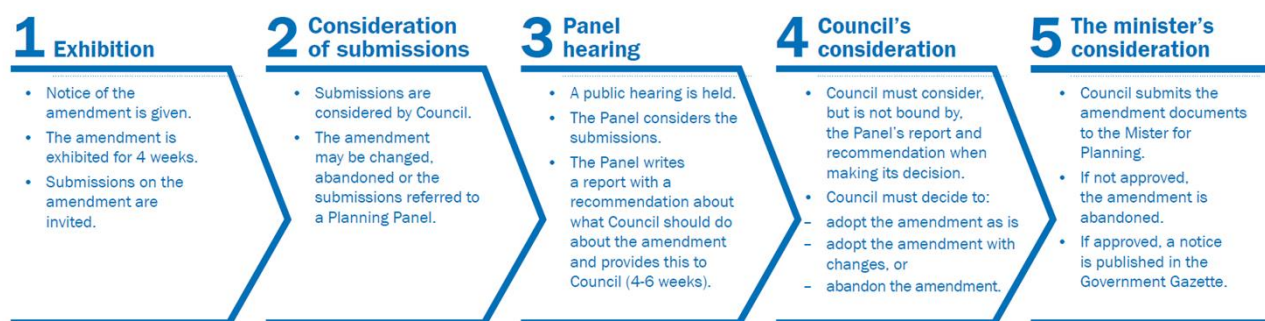 1 Exhibition
• Notice of the
amendment is given.
• The amendment is
exhibited for 4 weeks.
• Submissions on the
amendment are
invited.
2 Consideration
of submissions
• Submissions are
considered by Council.
• The amendment
may be changed,
abandoned or the
submissions referred to
a Planning Panel.
3 Panel
hearing
• A public hearing is held.
• The Panel considers the
submissions.
• The Panel writes
a report with a
recommendation about
what Council should do
about the amendment
and provides this to
Council (4-6 weeks).
4 Council's
consideration
• Council must consider,
but is not bound by,
the Panel's report and
recommendation when
making its decision.
• Council must decide to:
– adopt the amendment as is
– adopt the amendment with
changes, or
– abandon the amendment.
5 The minister's
consideration
• Council submits the
amendment documents
to the Mister for
Planning.
• If not approved,
the amendment is
abandoned.
• If approved, a notice
is published in the
Government Gazette.